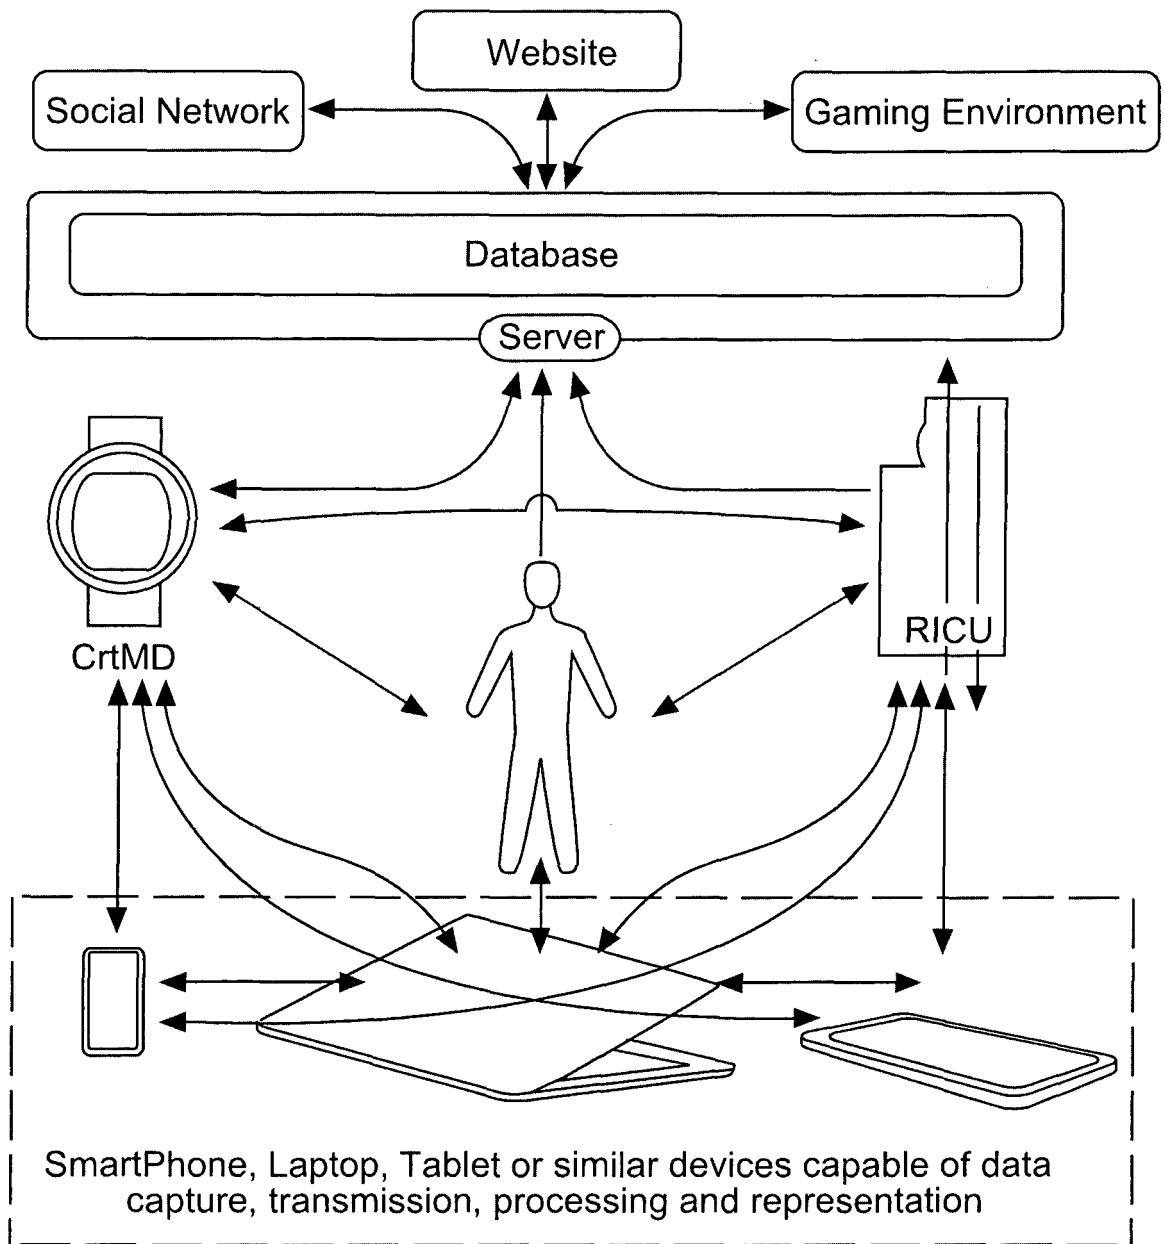 Website
Social Network
Gaming Environment
Database
Server
RICU
CrtMD
SmartPhone, Laptop, Tablet or similar devices capable of data
capture, transmission, processing and representation